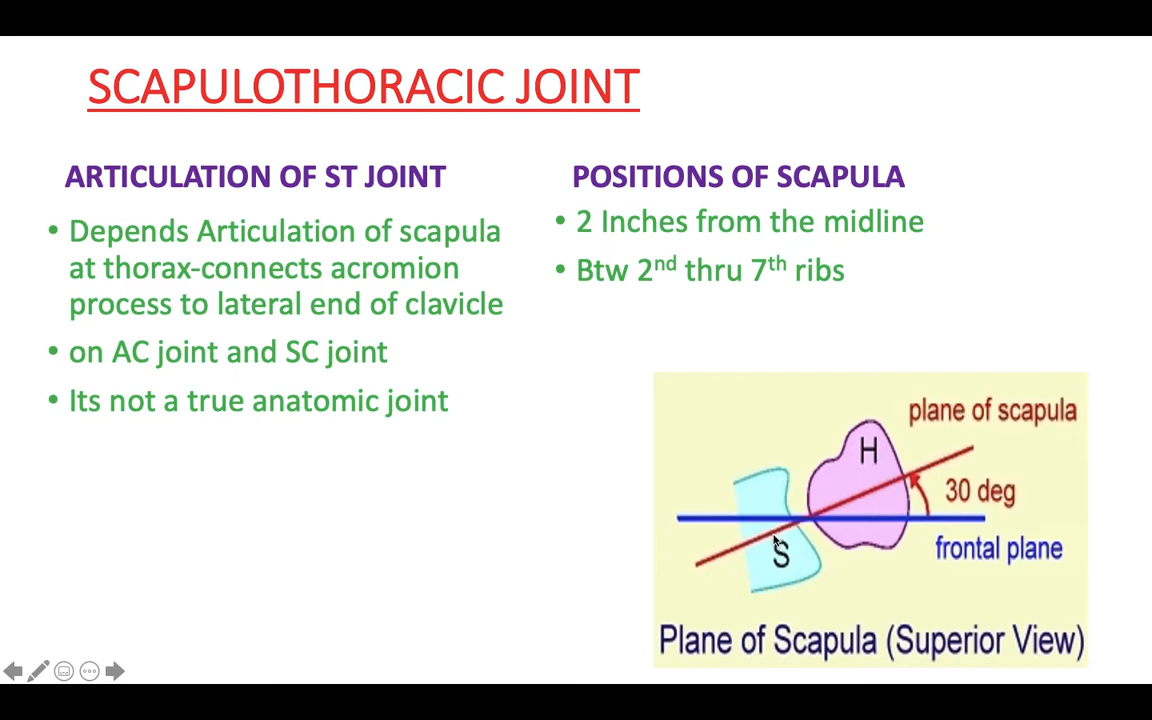 SCAPULOTHORACIC JOINT
ARTICULATION OF ST JOINT
• Depends Articulation of scapula
at thorax-connects acromion
process to lateral end of clavicle
• on AC joint and SC joint
• Its not a true anatomic joint
POSITIONS OF SCAPULA
• 2 Inches from the midline
• Btw 2nd thru 7th ribs
plane of scapula
H
30 deg
S
frontal plane
Plane of Scapula (Superior View)